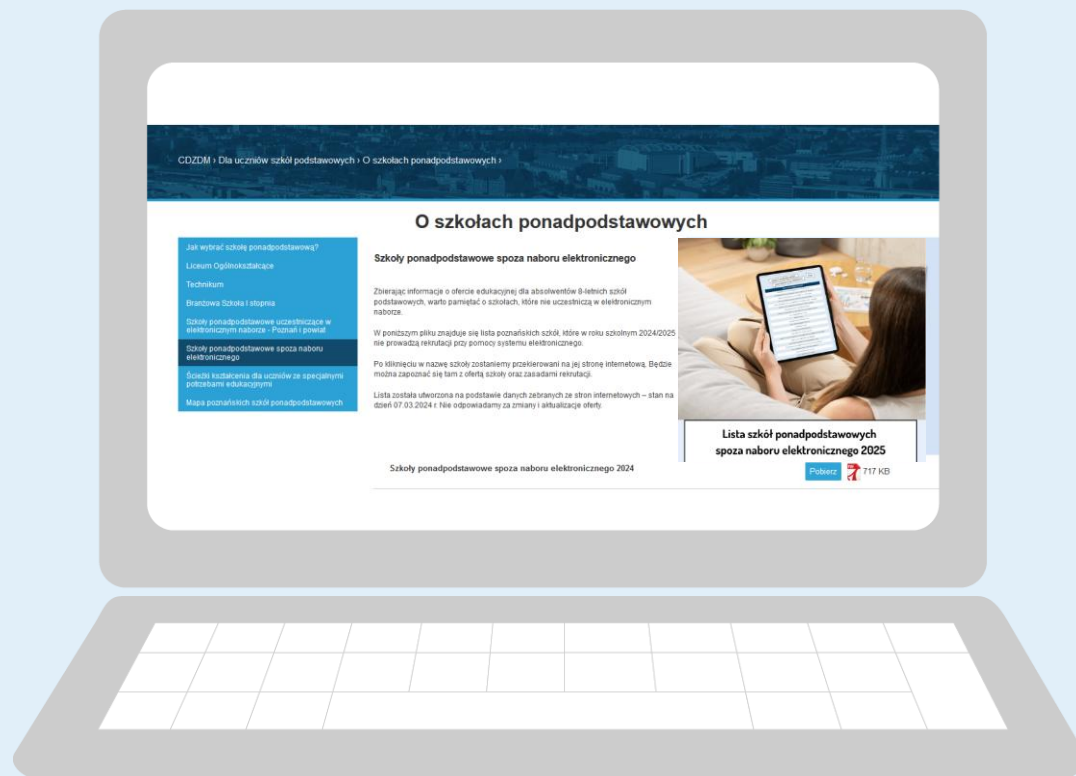 CDZDM › Dla uczniów szkół podstawowych › O szkołach ponadpodstawowych ›
O szkołach ponadpodstawowych
Jak wybrać szkołę ponadpodstawową?
Liceum Ogólnokształcące
Technikum
Branżowa Szkoła I stopnia
Szkoły ponadpodstawowe uczestniczące w
elektronicznym naborze - Poznań i powiat
Szkoły ponadpodstawowe spoza naboru
elektronicznego
Ścieżki kształcenia dla uczniów ze specjalnymi
potrzebami edukacyjnymi
Mapa poznańskich szkół ponadpodstawowych
Szkoły ponadpodstawowe spoza naboru elektronicznego
Zbierając informacje o ofercie edukacyjnej dla absolwentów 8-letnich szkół
podstawowych, warto pamiętać o szkołach, które nie uczestniczą w elektronicznym
naborze.
W poniższym pliku znajduje się lista poznańskich szkół, które w roku szkolnym 2024/2025
nie prowadzą rekrutacji przy pomocy systemu elektronicznego.
Po kliknięciu w nazwę szkoły zostaniemy przekierowani na jej stronę internetową. Będzie
można zapoznać się tam z ofertą szkoły oraz zasadami rekrutacji.
Lista została utworzona na podstawie danych zebranych ze stron internetowych – stan na
dzień 07.03.2024 r. Nie odpowiadamy za zmiany i aktualizacje oferty.
Lista szkół ponadpodstawowych
spoza naboru elektronicznego 2025
Szkoły ponadpodstawowe spoza naboru elektronicznego 2024
Pobierz 717 KB